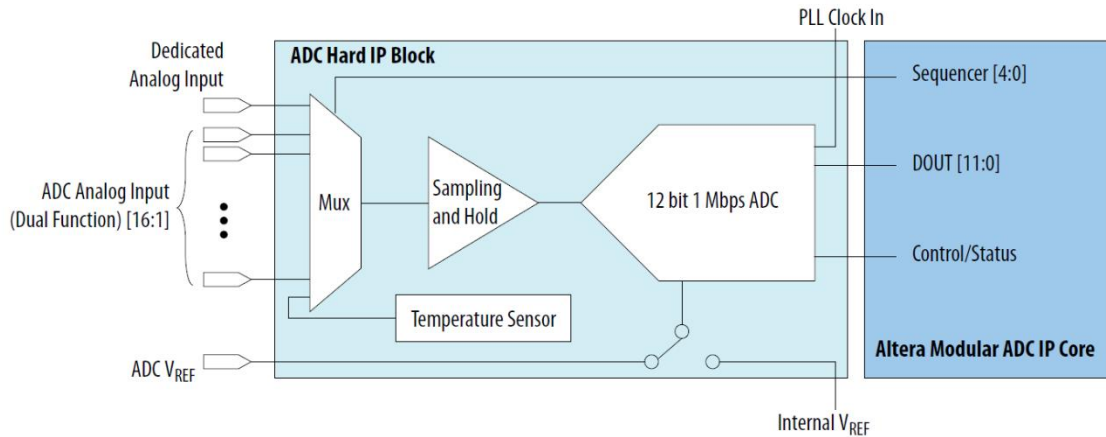 PLL Clock In
Dedicated
Analog Input
ADC Hard IP Block
Sequencer [4:0]
ADC Analog Input
(Dual Function) [16:1]
Mux
Sampling
and Hold
12 bit 1 Mbps ADC
DOUT [11:0]
Control/Status
Temperature Sensor
ADC VREF
Altera Modular ADC IP Core
Internal VREF